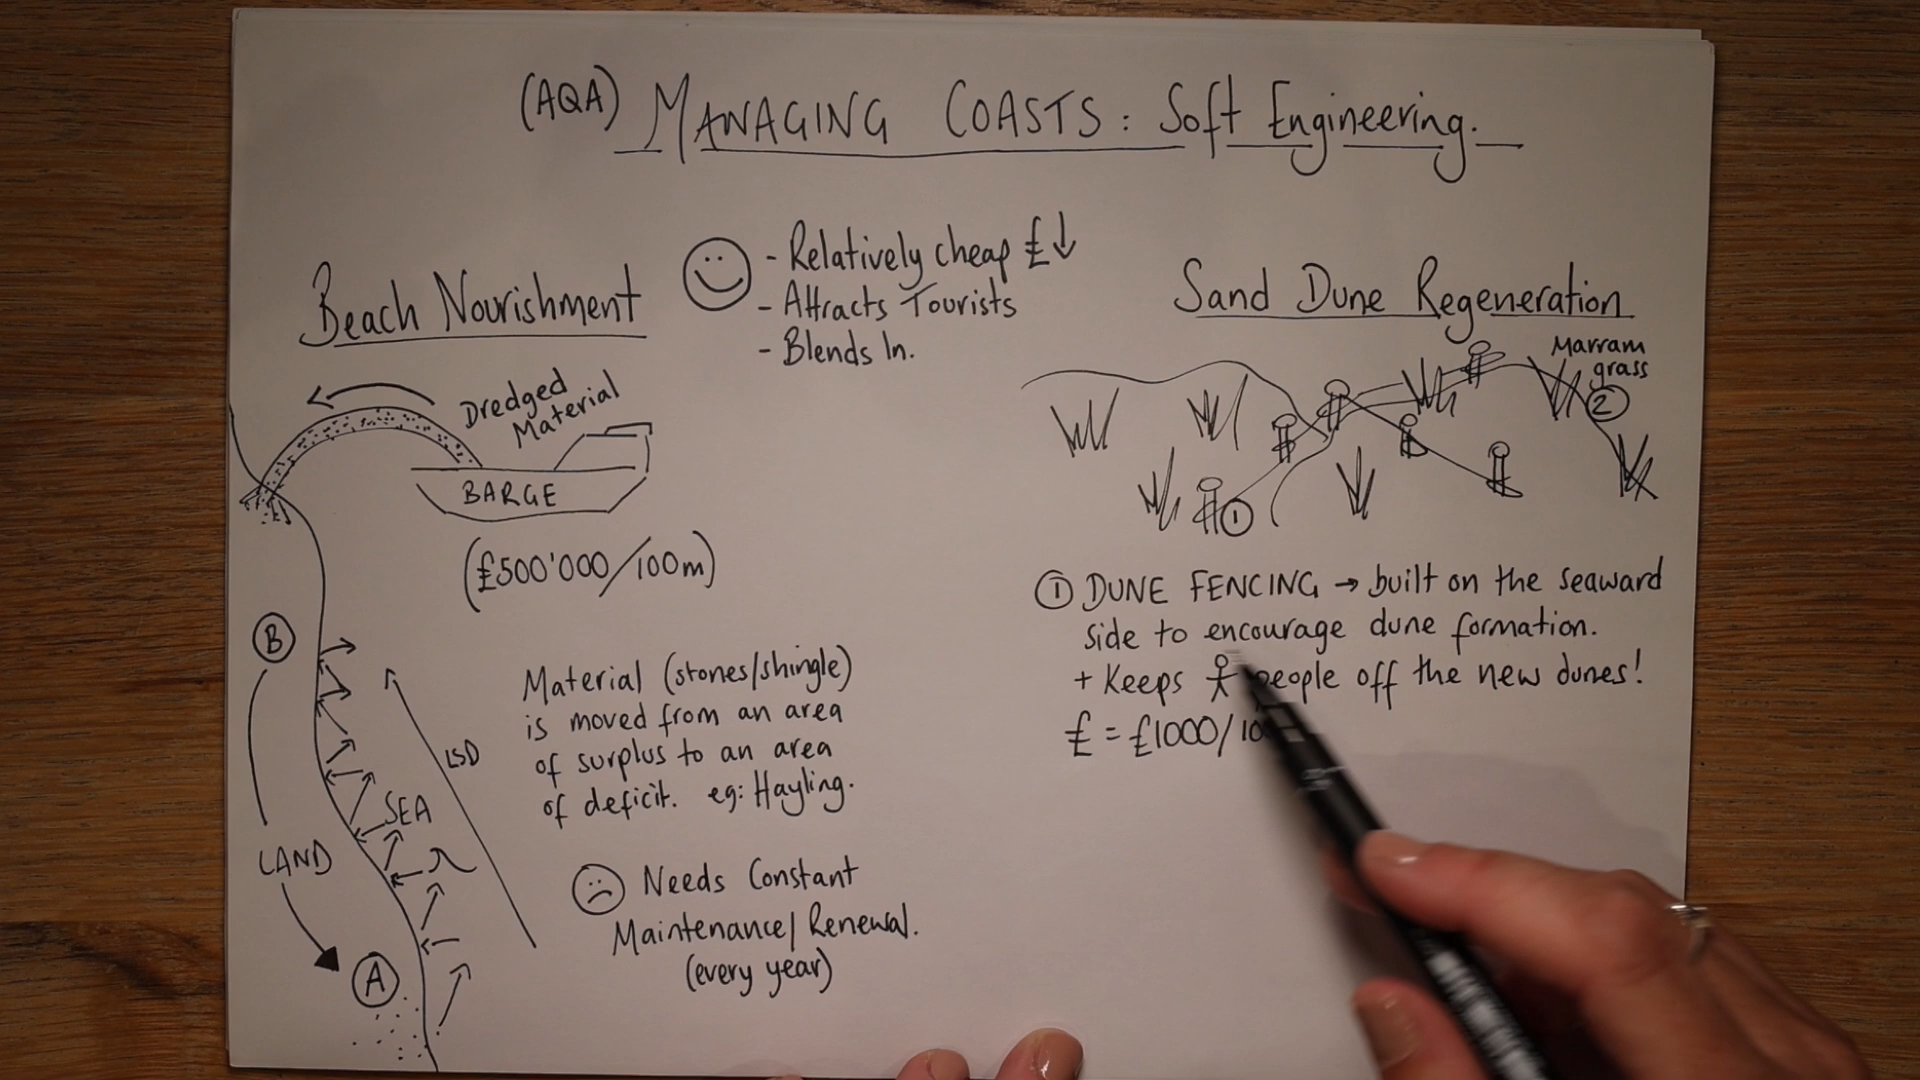 (AQA) MANAGING COASTS: Soft Engineering.
Beach Nourishment
- Relatively cheap £↓
- Attracts Tourists
- Blends In.
Dredged
Material
BARGE
(£500'000/100m)
B
LSD
SEA
LAND
A
Material (stones/shingle)
is moved from an area
of surplus to an area
of deficit. eg: Hayling.
Needs Constant
Maintenance/Renewal.
(every year)
Sand Dune Regeneration
Marram
grass
2
1
① DUNE FENCING → built on the seaward
side to encourage dune formation.
+ Keeps people off the new dunes!
£ = £1000/